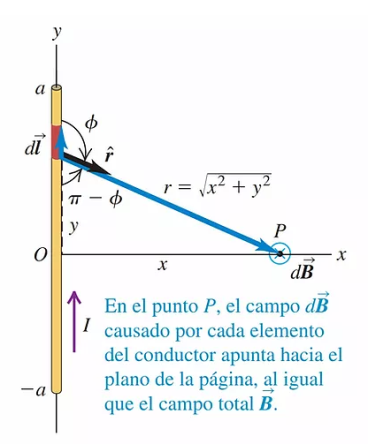 y
a
ϕ
d𝑙⃗
r̂
r = √x² + y²
π − ϕ
y
P
O
x
x
dB⃗
I
En el punto P, el campo dB⃗
causado por cada elemento
del conductor apunta hacia el
plano de la página, al igual
que el campo total B⃗.
−a